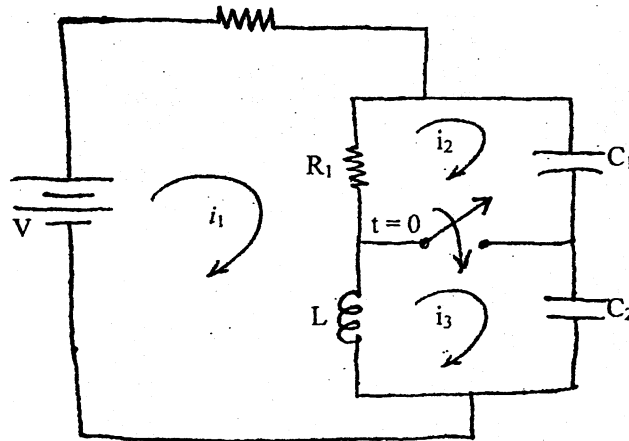 i₂
R₁
C₁
V
i₁
t = 0
L
i₃
C₂